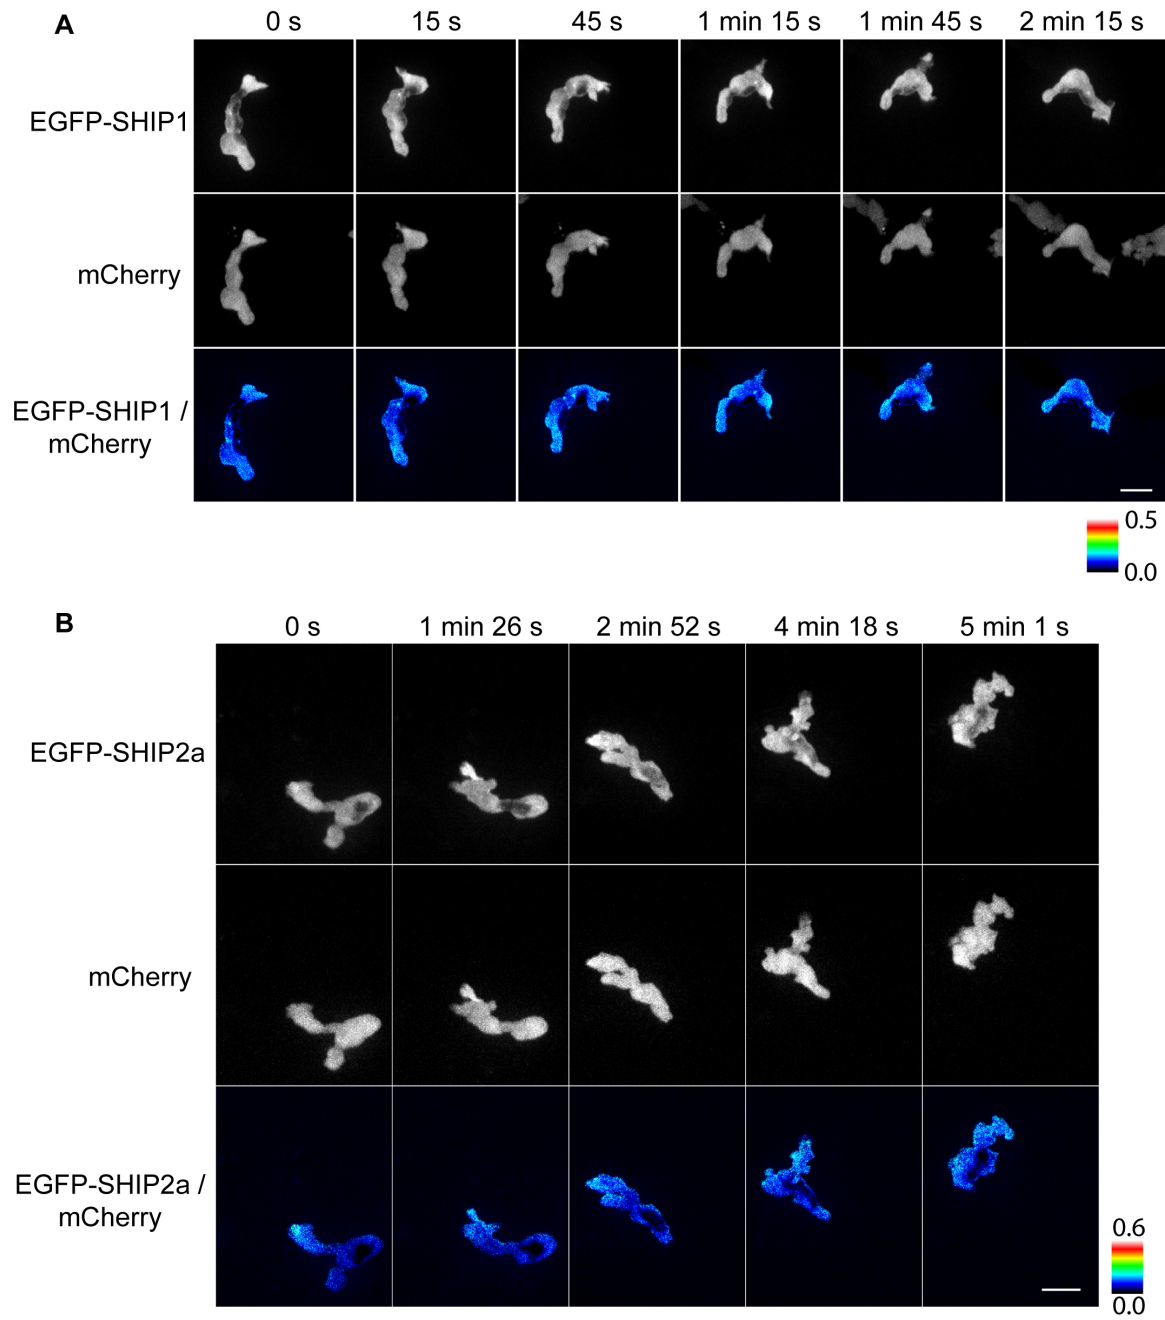 A
0 s 15 s 45 s 1 min 15 s 1 min 45 s 2 min 15 s
EGFP-SHIP1
mCherry
EGFP-SHIP1 /
mCherry
0.5
0.0
B
0 s 1 min 26 s 2 min 52 s 4 min 18 s 5 min 1 s
EGFP-SHIP2a
mCherry
EGFP-SHIP2a /
mCherry
0.6
0.0